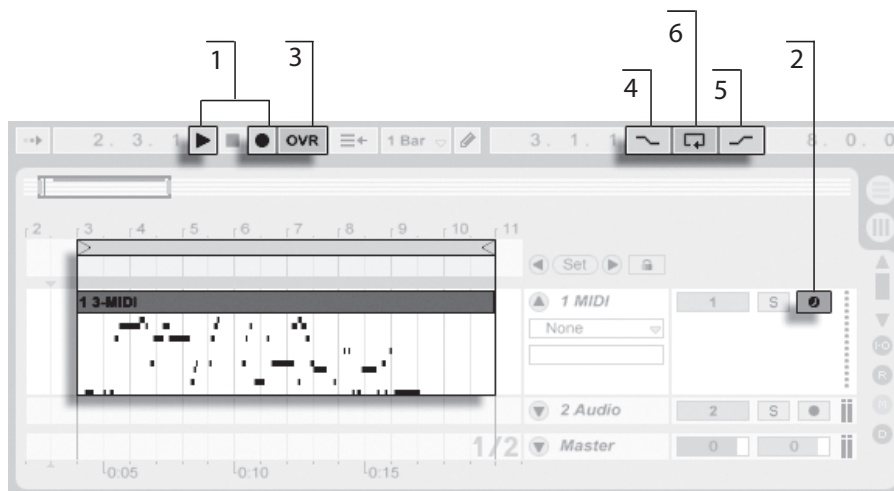 6
1 3 2
4 5
2. 3. 1 OVR 1 Bar 3. 1. 1 8. 0. 0
2 3 4 5 6 7 8 9 10 11
Set
1 3-MIDI 1 MIDI 1 S
None
I-O
R
2 Audio 2 S
D
1/2 Master 0 0
0:05 0:10 0:15